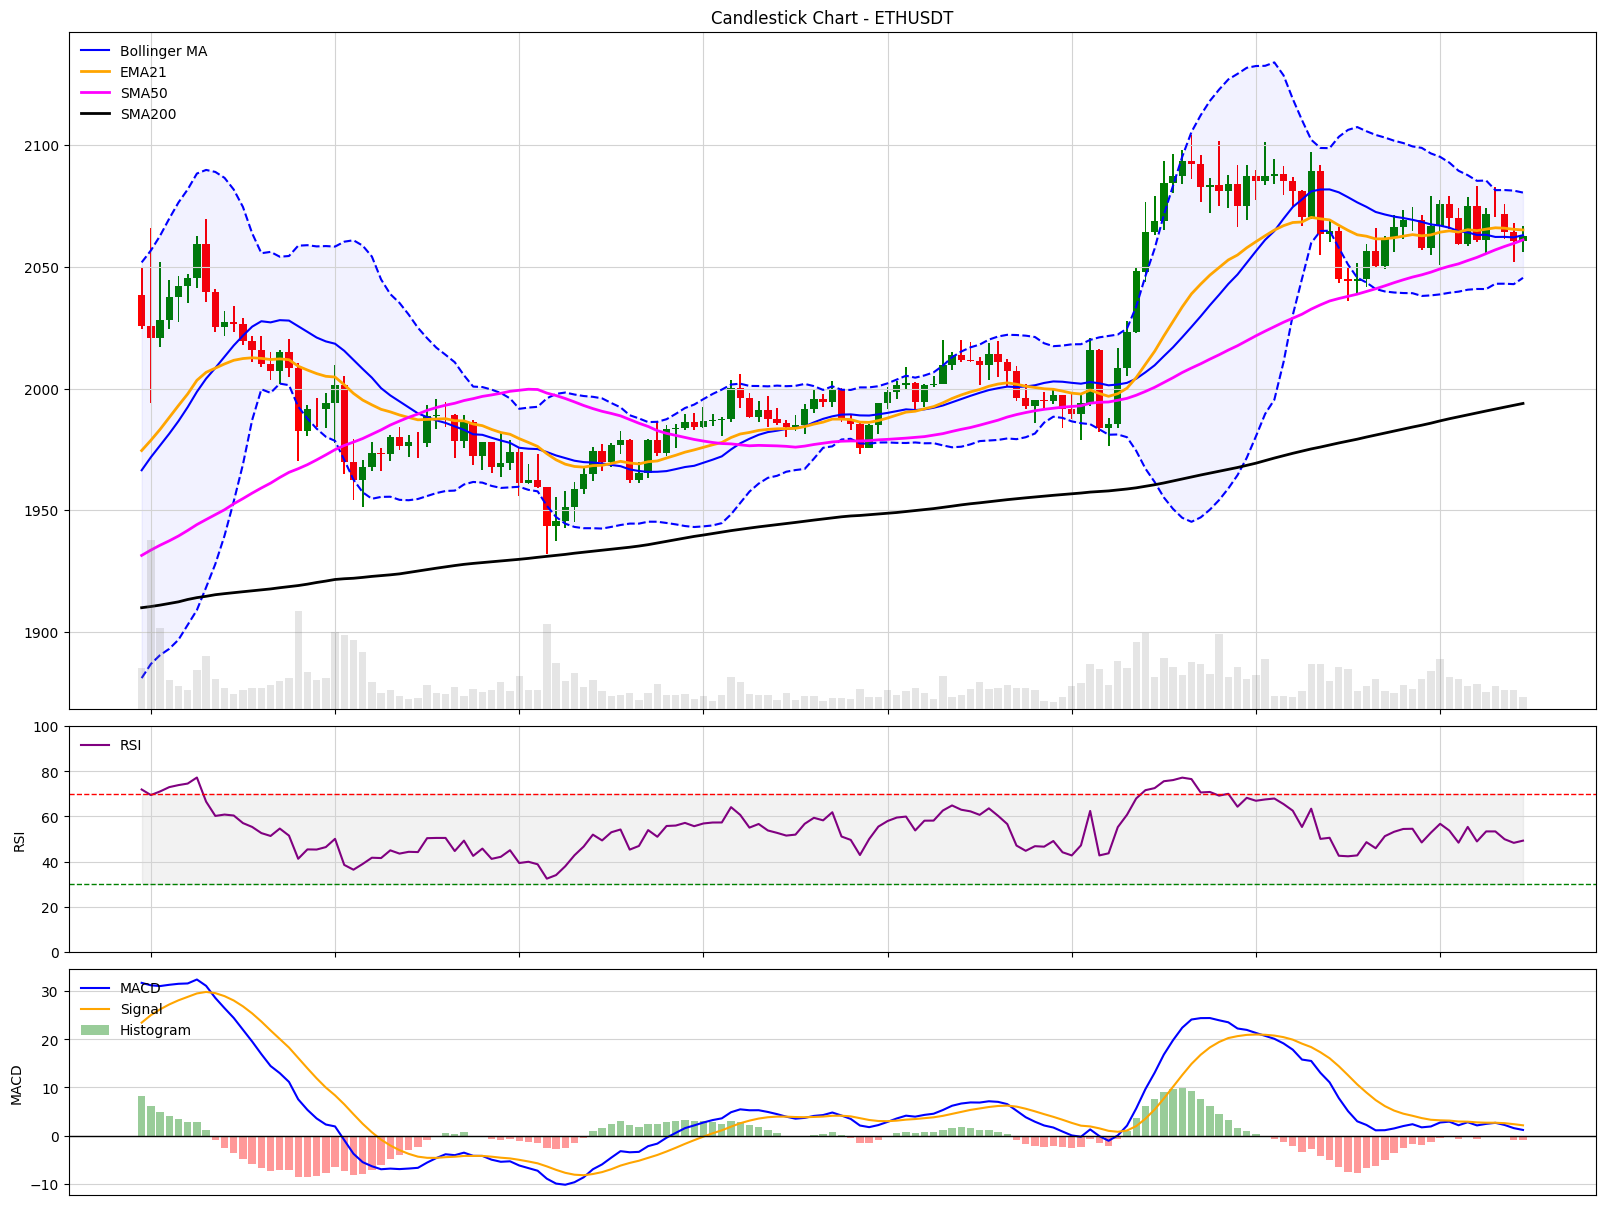 Candlestick Chart - ETHUSDT
Bollinger MA
EMA21
SMA50
SMA200
2100
2050
2000
1950
1900
100
RSI
80
60
40
20
0
RSI
MACD
Signal
Histogram
30
20
10
0
−10
MACD